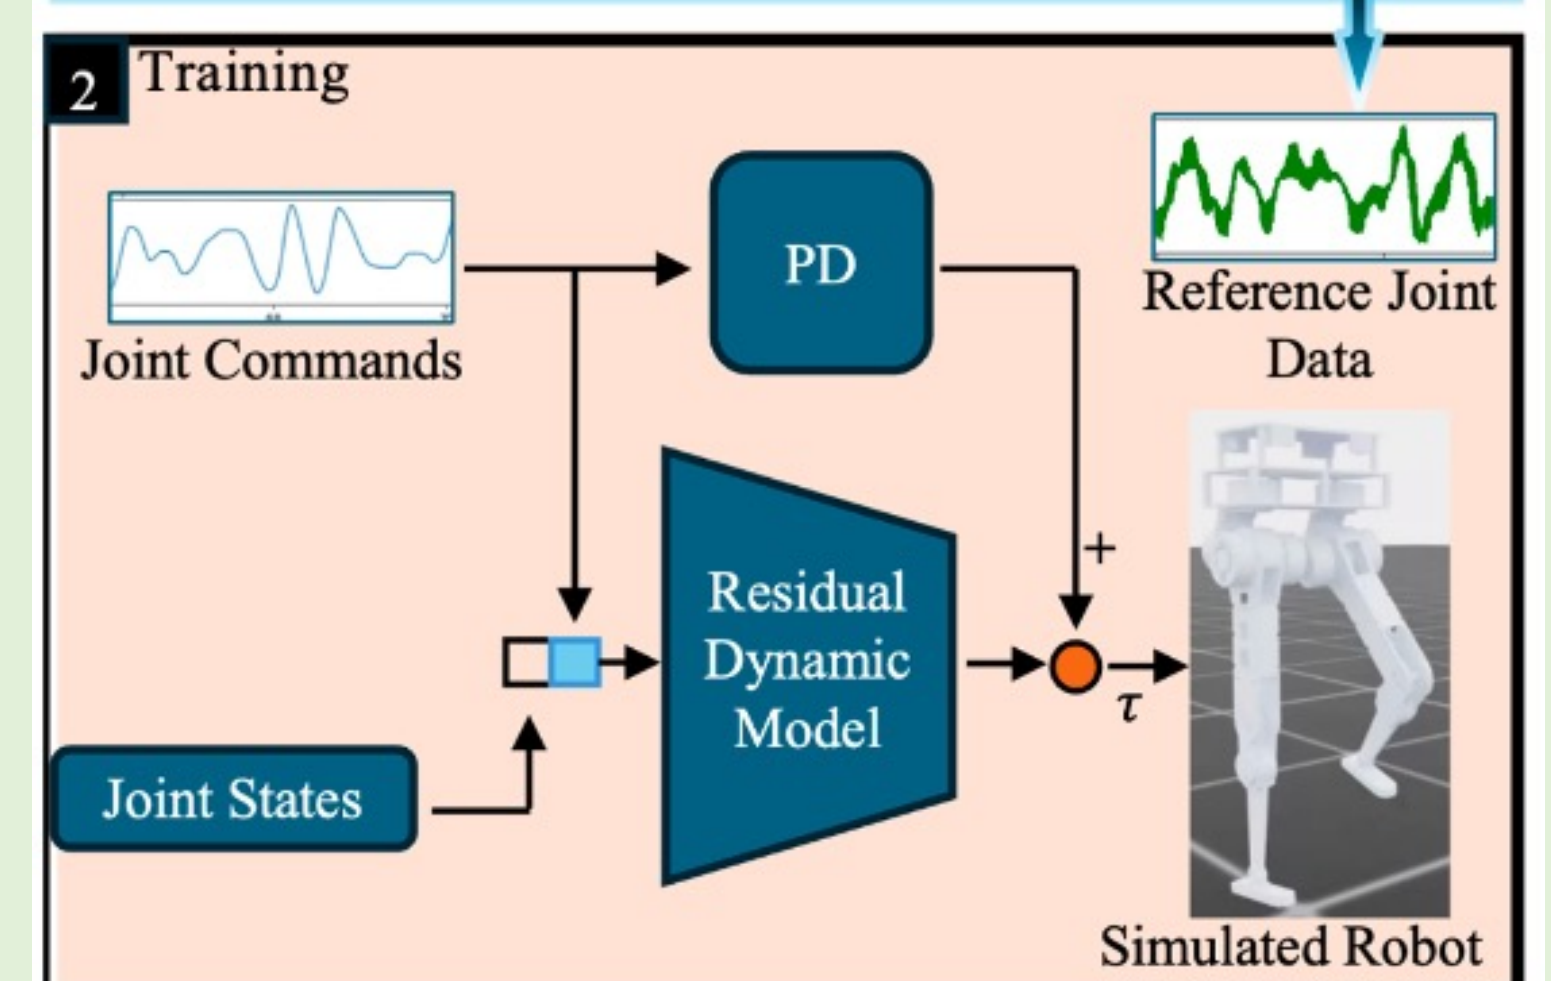 2
Training
PD
Reference Joint
Data
Joint Commands
+
Residual
Dynamic
Model
τ
Joint States
Simulated Robot